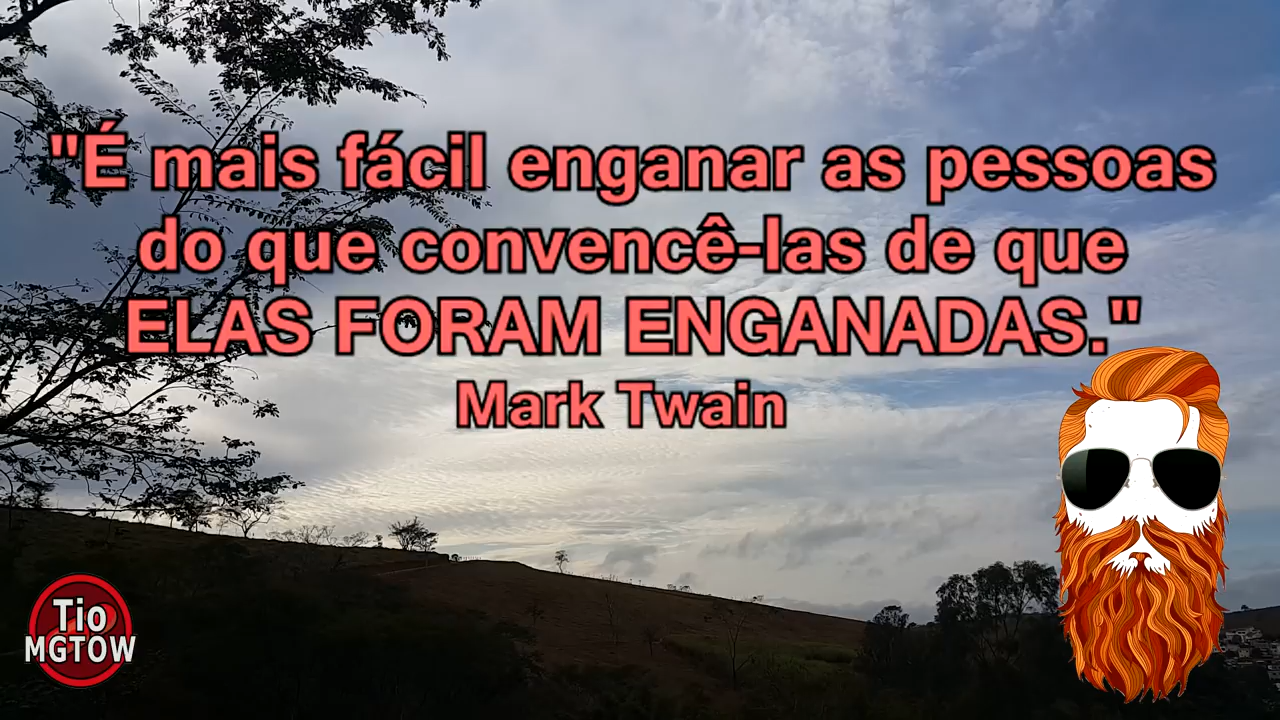 "É mais fácil enganar as pessoas
do que convencê-las de que
ELAS FORAM ENGANADAS."
Mark Twain
Tio
MGTOW